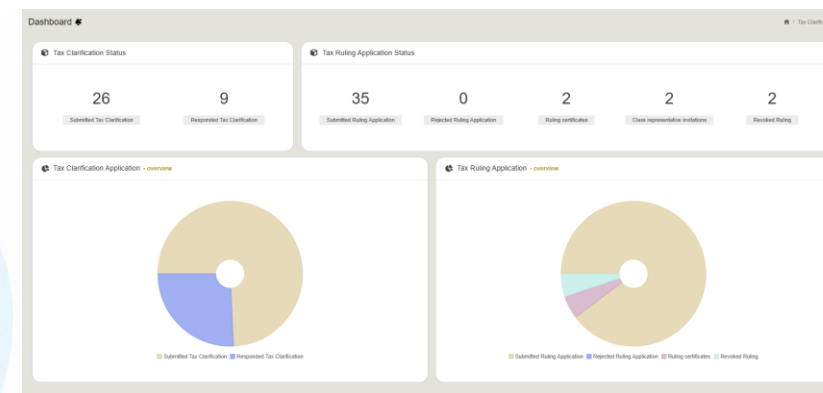 Dashboard
Tax Clarification Status
26
Submitted Tax Clarification
9
Responded Tax Clarification
Tax Ruling Application Status
35
Submitted Ruling Application
0
Rejected Ruling Application
2
Ruling certificates
2
Class representative invitations
2
Revoked Ruling
Tax Clarification Application - overview
Submitted Tax Clarification Responded Tax Clarification
Tax Ruling Application - overview
Submitted Ruling Application Rejected Ruling Application Ruling certificates Revoked Ruling
/ Tax